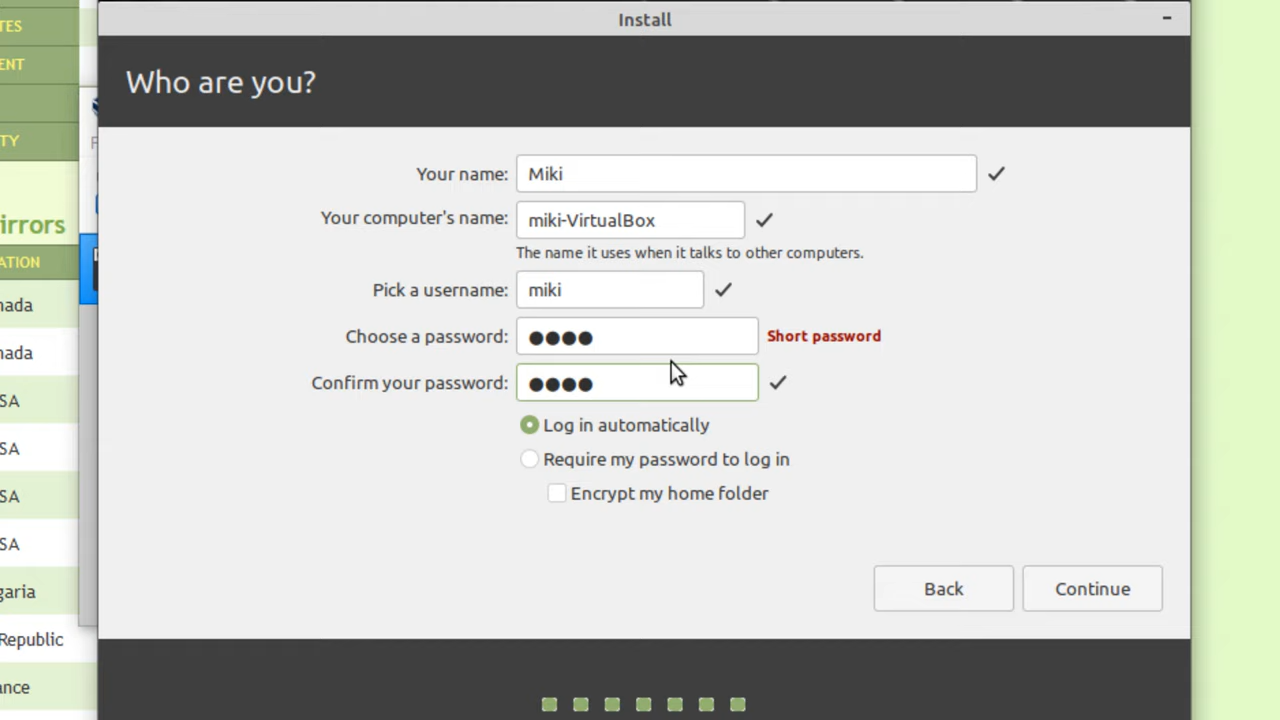 Install
Who are you?
Your name: Miki
Your computer's name: miki-VirtualBox
The name it uses when it talks to other computers.
Pick a username: miki
Choose a password: ●●●● Short password
Confirm your password: ●●●●
Log in automatically
Require my password to log in
Encrypt my home folder
Back Continue
TES
ENT
TY
irrors
ATION
nada
nada
SA
SA
SA
SA
garia
Republic
ance